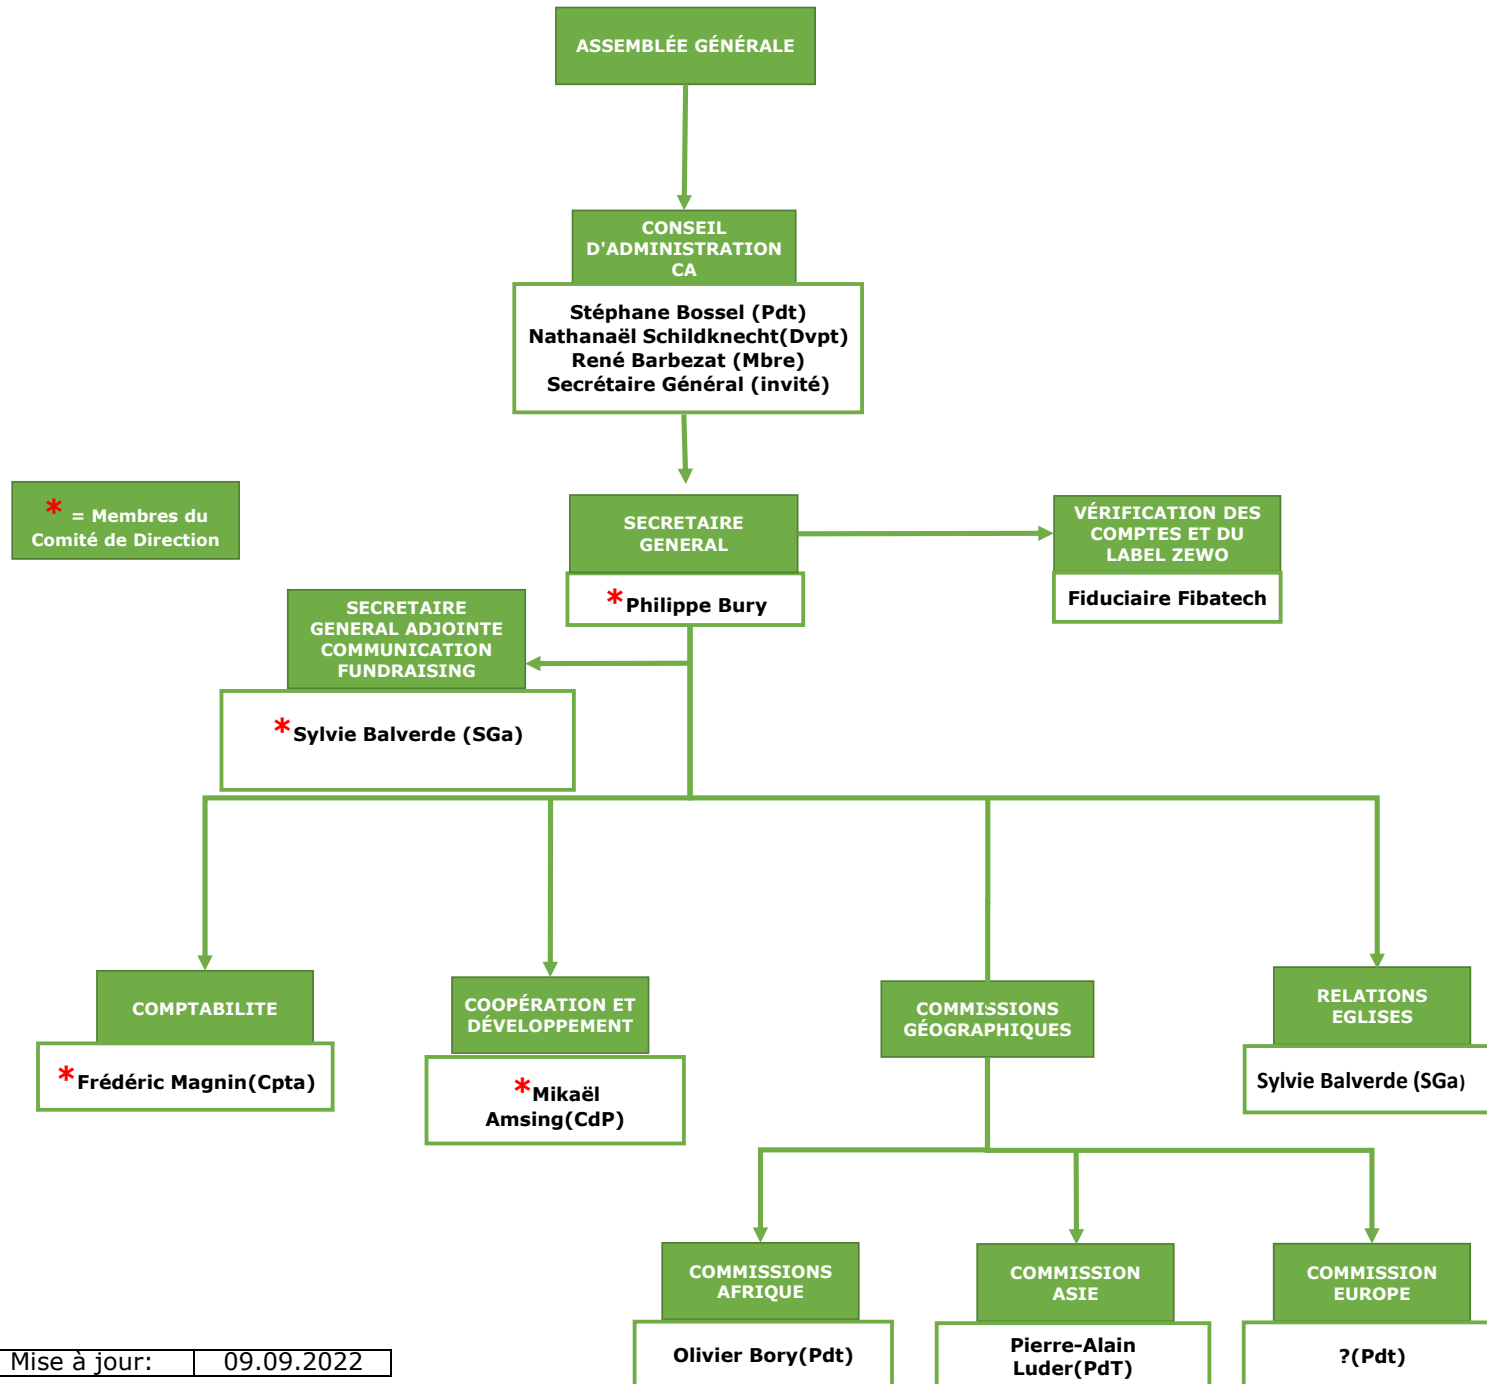 ASSEMBLÉE GÉNÉRALE
CONSEIL
D'ADMINISTRATION
CA
Stéphane Bossel (Pdt)
Nathanaël Schildknecht(Dvpt)
René Barbezat (Mbre)
Secrétaire Général (invité)
* = Membres du
Comité de Direction
SECRETAIRE
GENERAL
*Philippe Bury
VÉRIFICATION DES
COMPTES ET DU
LABEL ZEWO
Fiduciaire Fibatech
SECRETAIRE
GENERAL ADJOINTE
COMMUNICATION
FUNDRAISING
*Sylvie Balverde (SGa)
COMPTABILITE
*Frédéric Magnin(Cpta)
COOPÉRATION ET
DÉVELOPPEMENT
*Mikaël
Amsing(CdP)
COMMISSIONS
GÉOGRAPHIQUES
RELATIONS
EGLISES
Sylvie Balverde (SGa)
COMMISSIONS
AFRIQUE
Olivier Bory(Pdt)
COMMISSION
ASIE
Pierre-Alain
Luder(PdT)
COMMISSION
EUROPE
?(Pdt)
Mise à jour: 09.09.2022